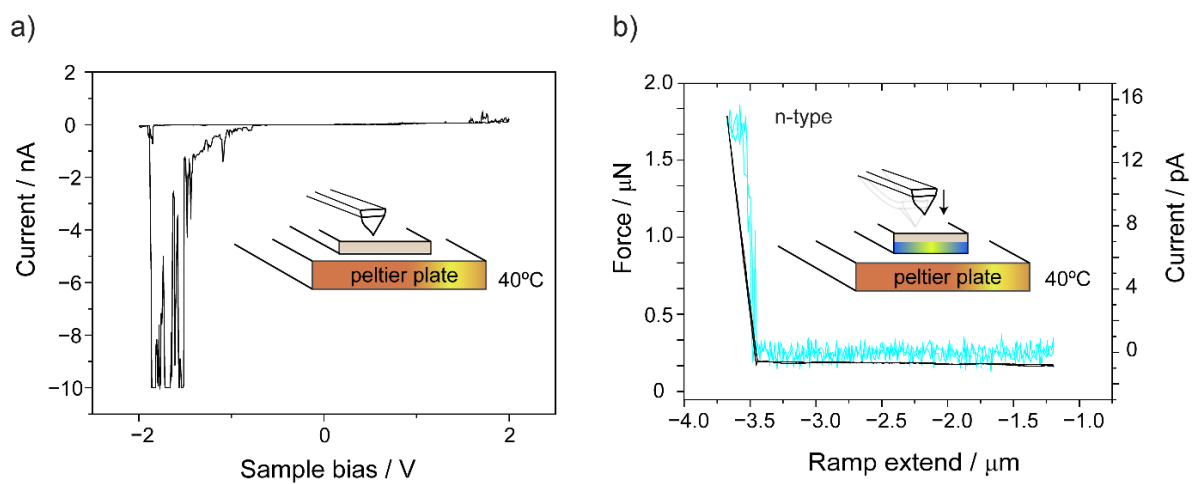 a)
2
0
−2
−4
−6
−8
−10
Current / nA
−2
−1
0
1
2
Sample bias / V
peltier plate
40ºC
b)
2.0
1.5
1.0
0.5
0
Force / μN
n-type
peltier plate
40ºC
16
12
8
4
0
Current / pA
−4.0
−3.5
−3.0
−2.5
−2.0
−1.5
−1.0
Ramp extend / μm